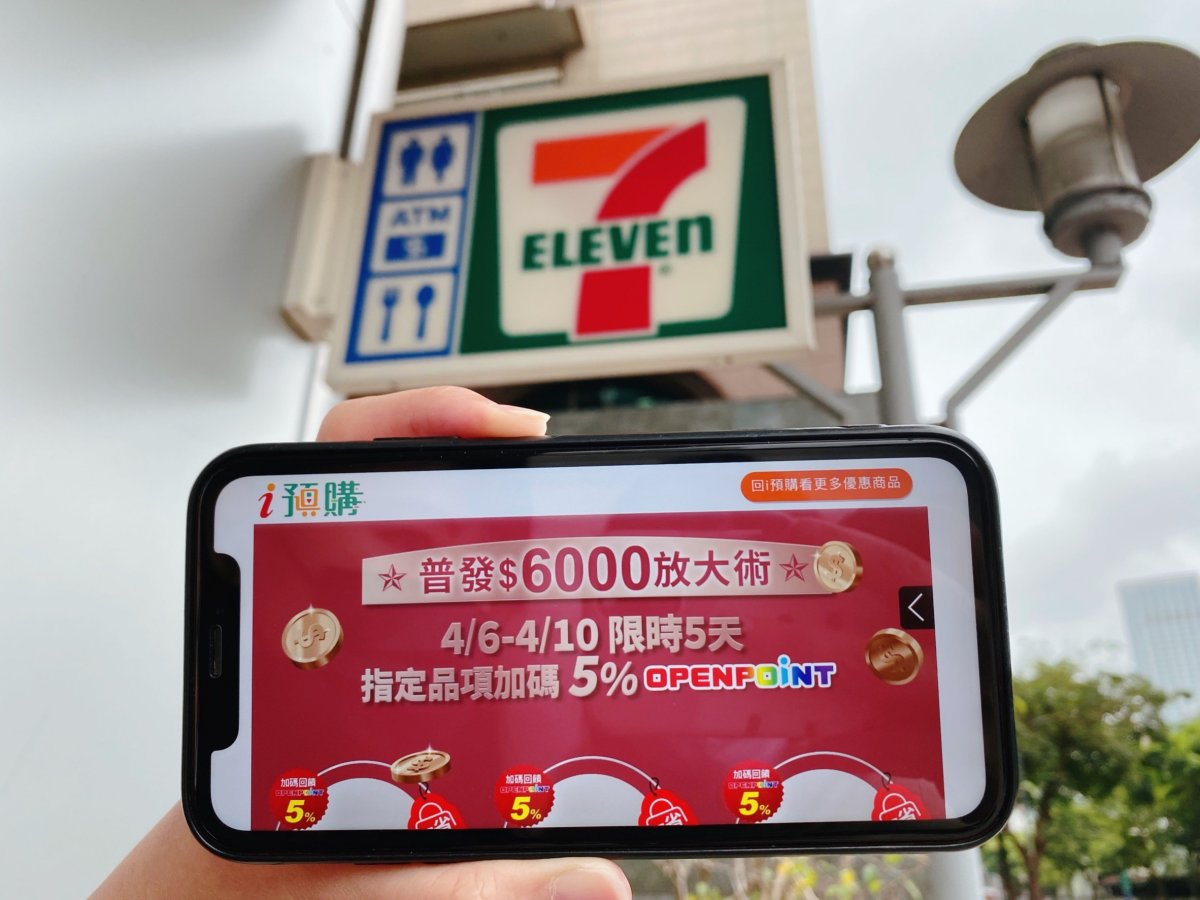 ATM
$
7
ELEVEn
i預購
回i預購看更多優惠商品
普發$6000放大術
4/6-4/10 限時5天
指定品項加碼 5% OPENPOiNT
加碼回饋
OPENPOiNT
5%
加碼回饋
OPENPOiNT
5%
加碼回饋
OPENPOiNT
5%